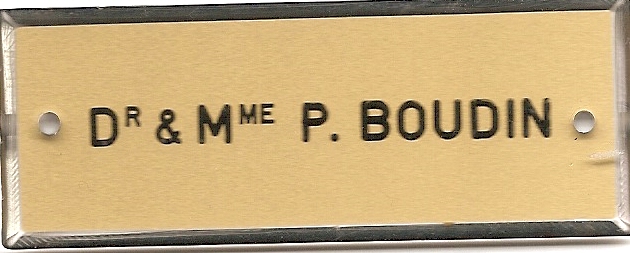 Dᴿ & Mᴹᴱ P. BOUDIN